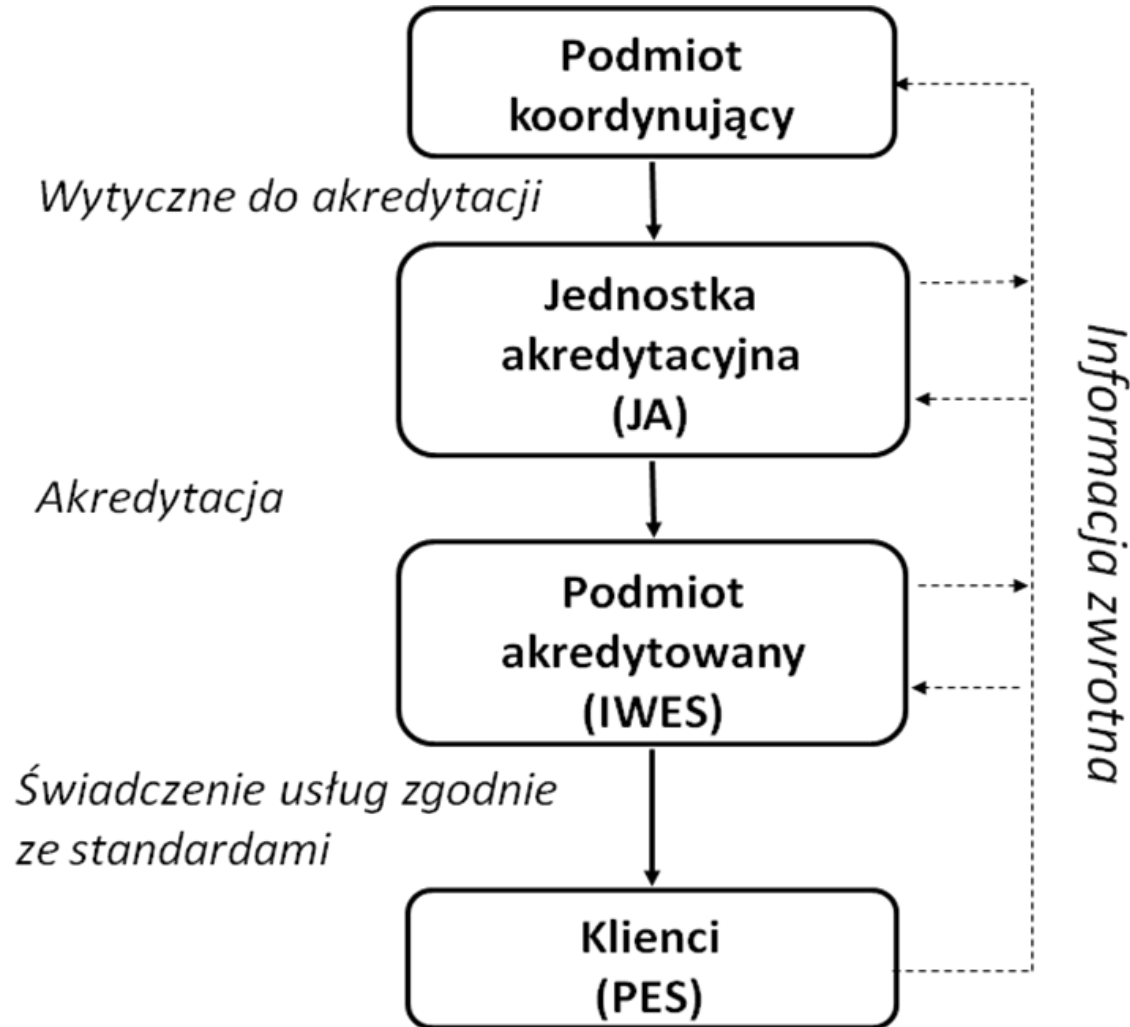 Podmiot
koordynujący
Wytyczne do akredytacji
Jednostka
akredytacyjna
(JA)
Akredytacja
Podmiot
akredytowany
(IWES)
Świadczenie usług zgodnie
ze standardami
Klienci
(PES)
Informacja zwrotna